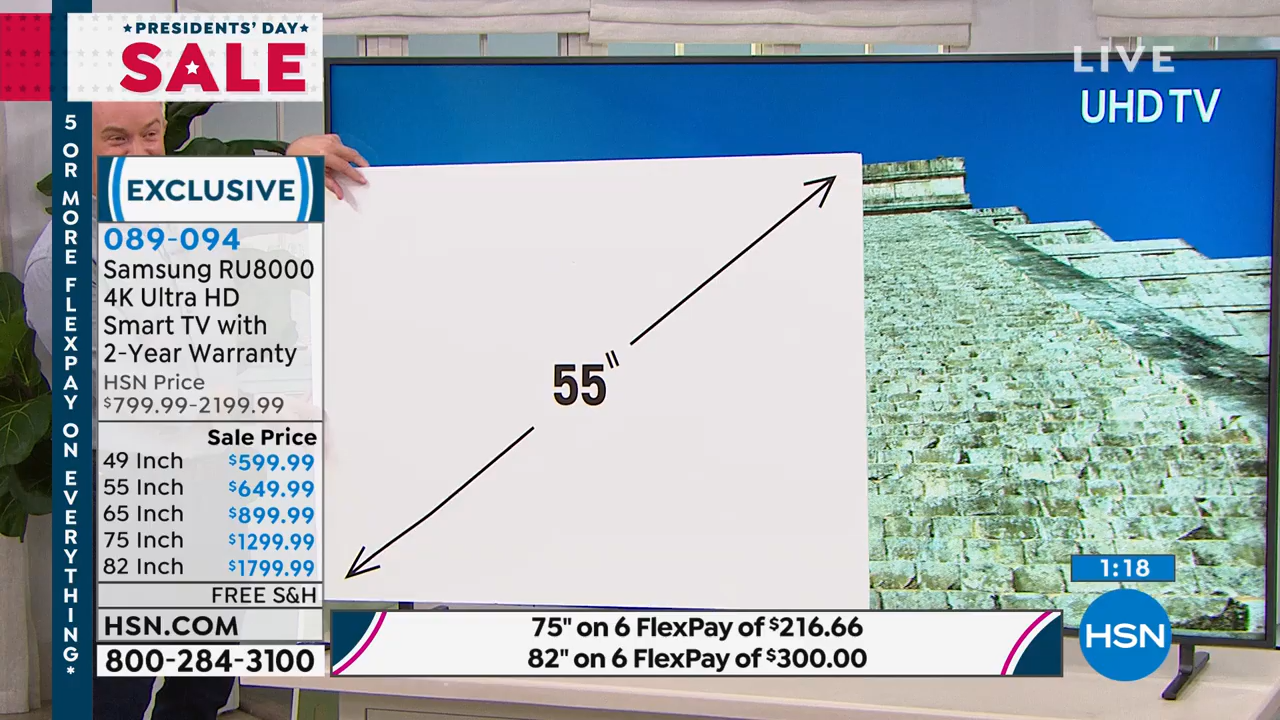 ★PRESIDENTS' DAY★
SALE
5 OR MORE FLEXPAY ON EVERYTHING*
EXCLUSIVE
089-094
Samsung RU8000
4K Ultra HD
Smart TV with
2-Year Warranty
HSN Price
$799.99-2199.99
Sale Price
49 Inch $599.99
55 Inch $649.99
65 Inch $899.99
75 Inch $1299.99
82 Inch $1799.99
FREE S&H
HSN.COM
800-284-3100
55"
LIVE
UHD TV
1:18
HSN
75" on 6 FlexPay of $216.66
82" on 6 FlexPay of $300.00